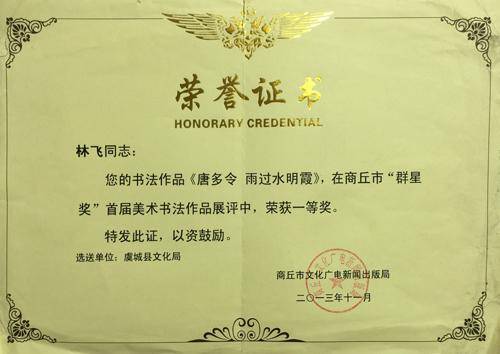 荣誉证书
HONORARY CREDENTIAL
林飞同志：
您的书法作品《唐多令 雨过水明霞》，在商丘市“群星
奖”首届美术书法作品展评中，荣获一等奖。
特发此证，以资鼓励。
选送单位：虞城县文化局
商丘市文化广电新闻出版局
二〇一三年十一月